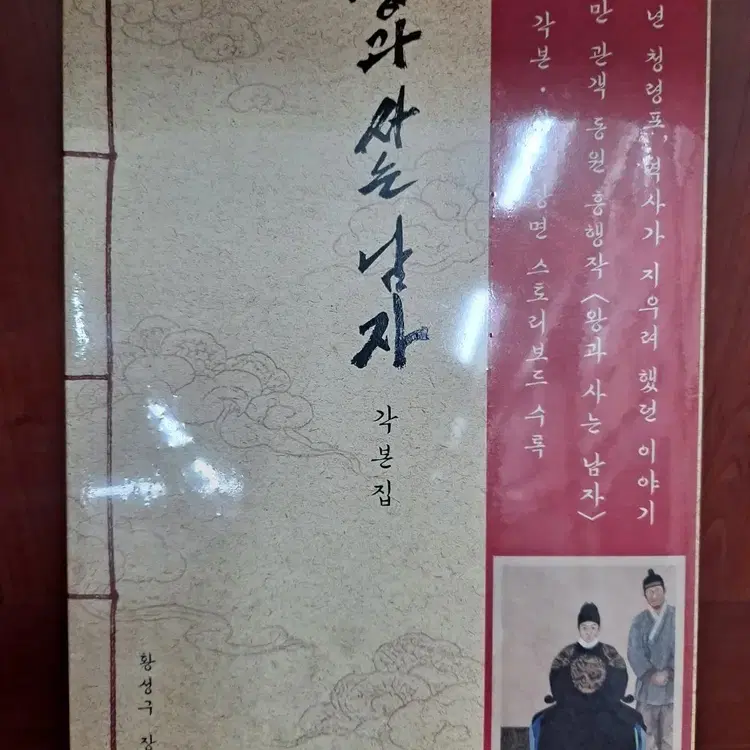 과 사는 남자
각본집
황성구
년 청령포, 역사가 지우려 했던 이야기
만 관객 동원 흥행작 〈왕과 사는 남자〉
각본 · 장면 스토리보드 수록